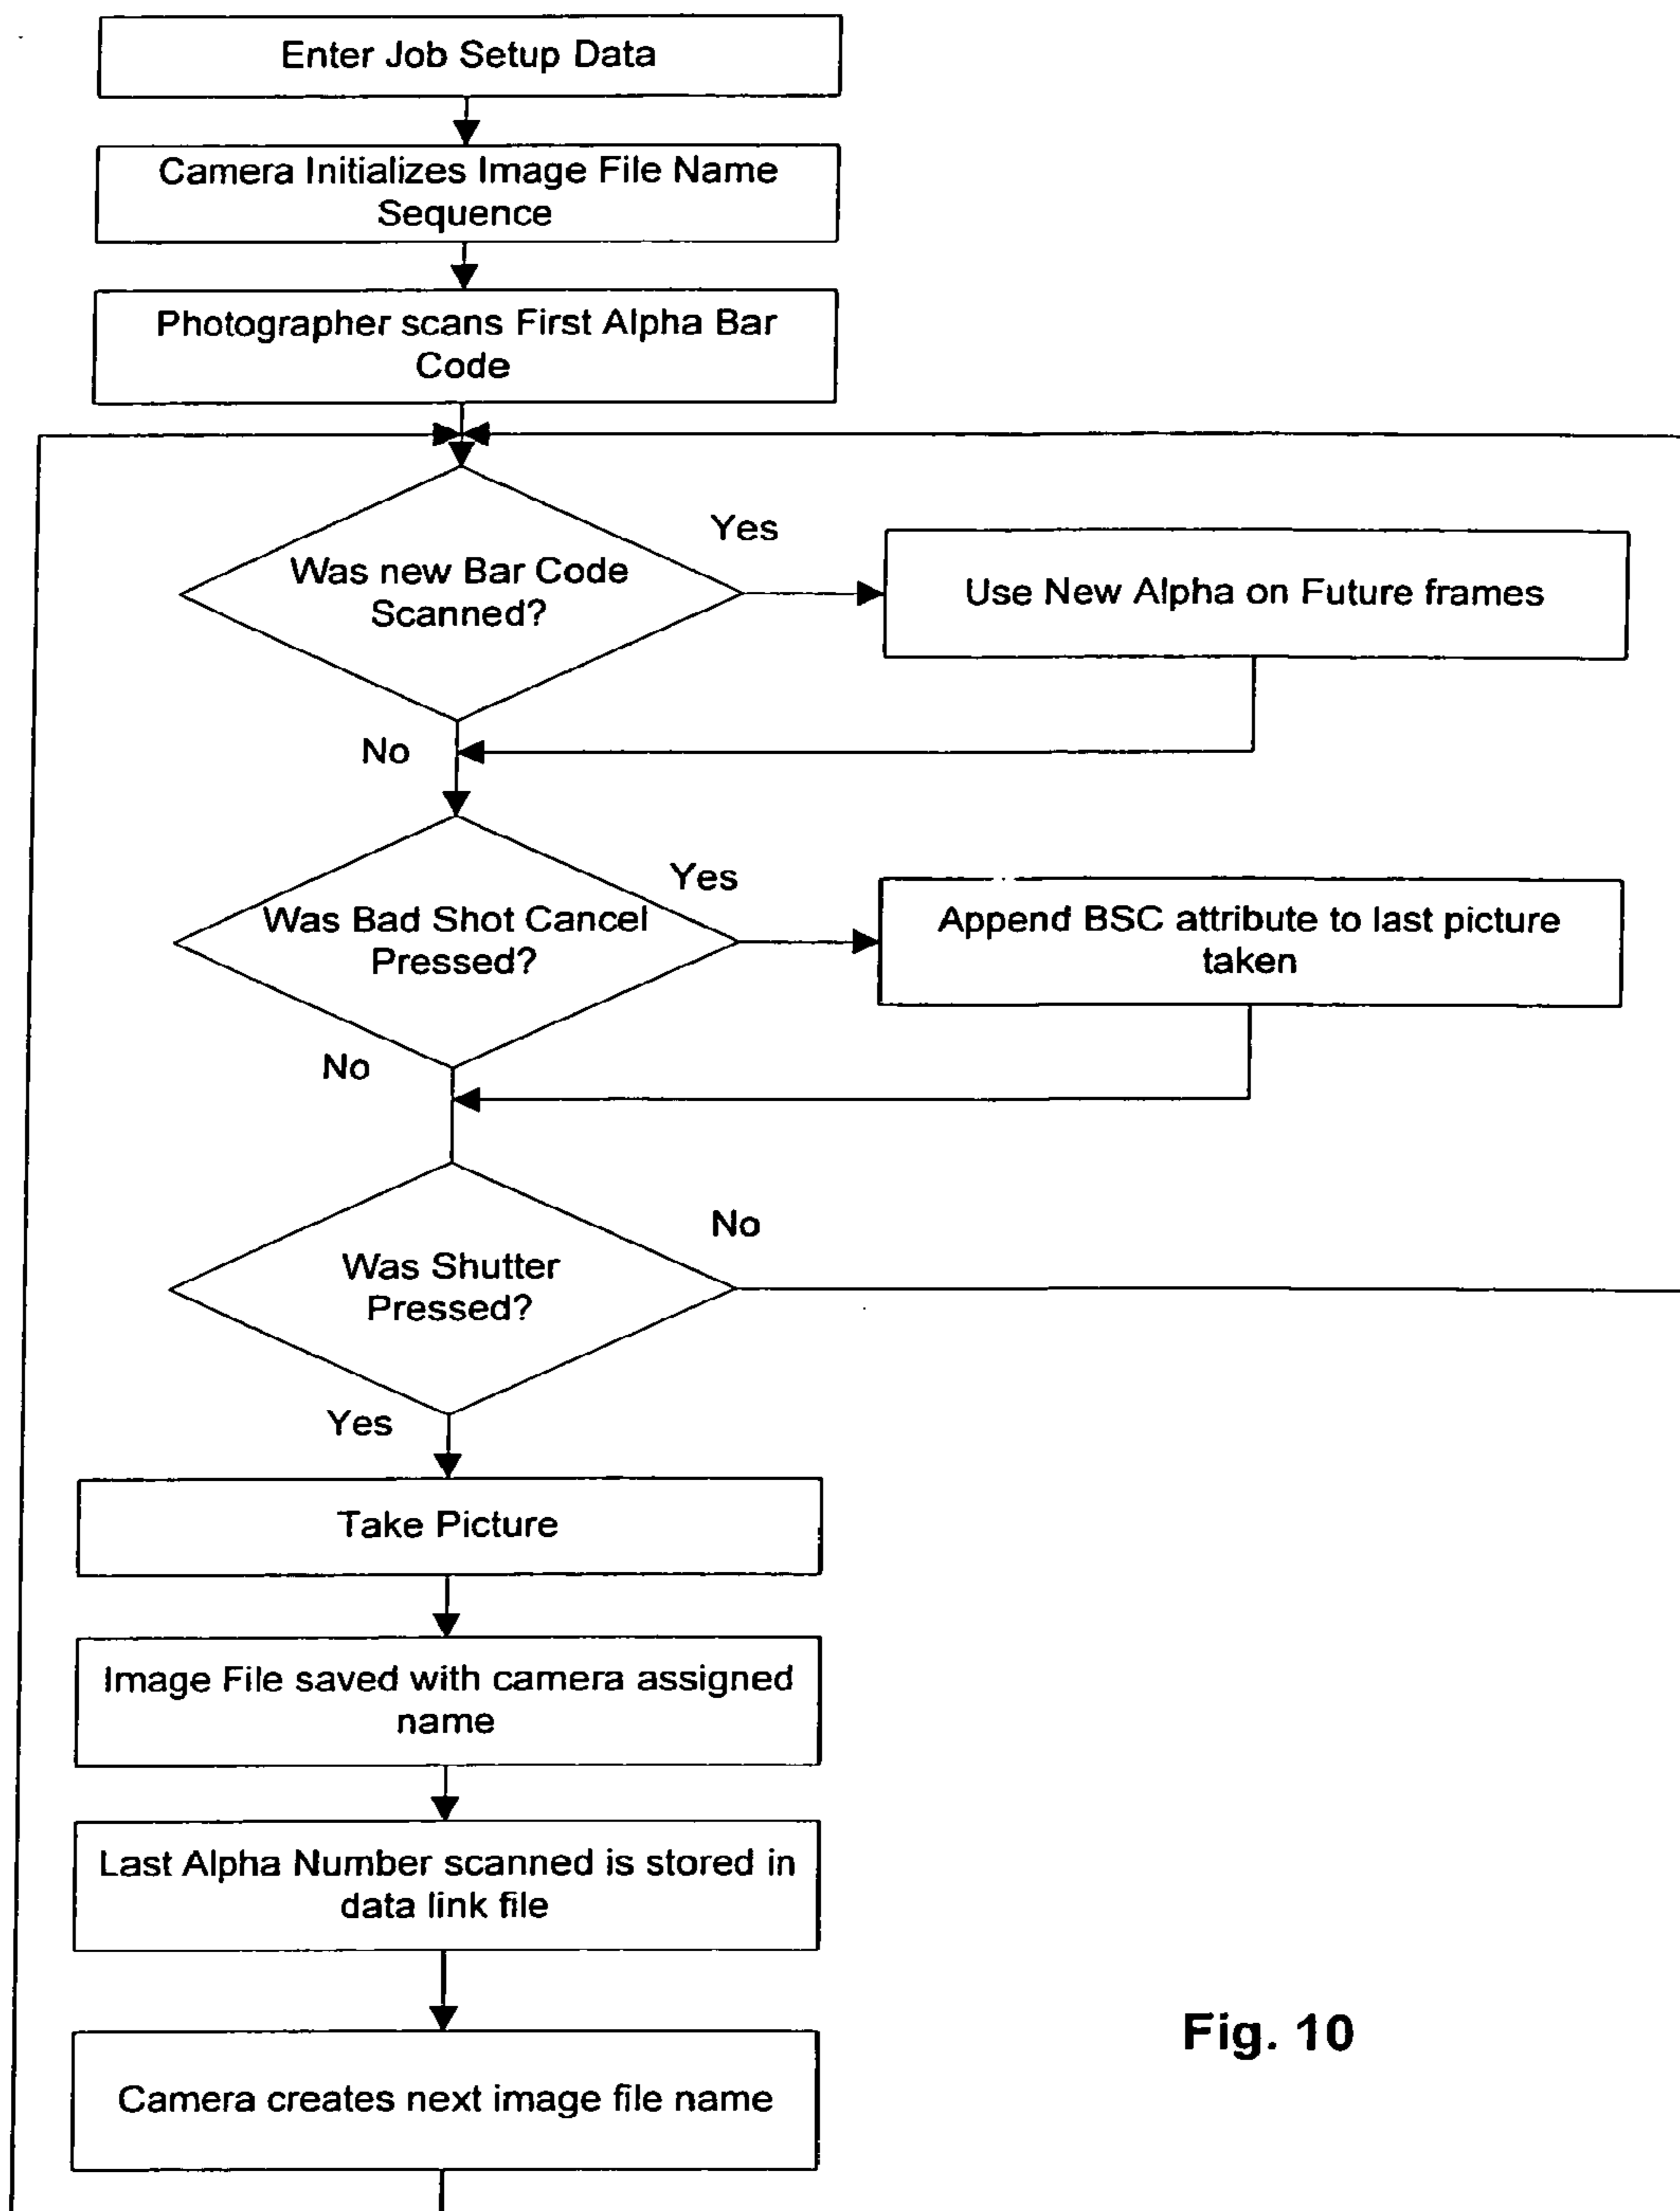 Enter Job Setup Data
Camera Initializes Image File Name
Sequence
Photographer scans First Alpha Bar
Code
Was new Bar Code
Scanned?
Yes
Use New Alpha on Future frames
No
Was Bad Shot Cancel
Pressed?
Yes
Append BSC attribute to last picture
taken
No
Was Shutter
Pressed?
No
Yes
Take Picture
Image File saved with camera assigned
name
Last Alpha Number scanned is stored in
data link file
Camera creates next image file name
Fig. 10